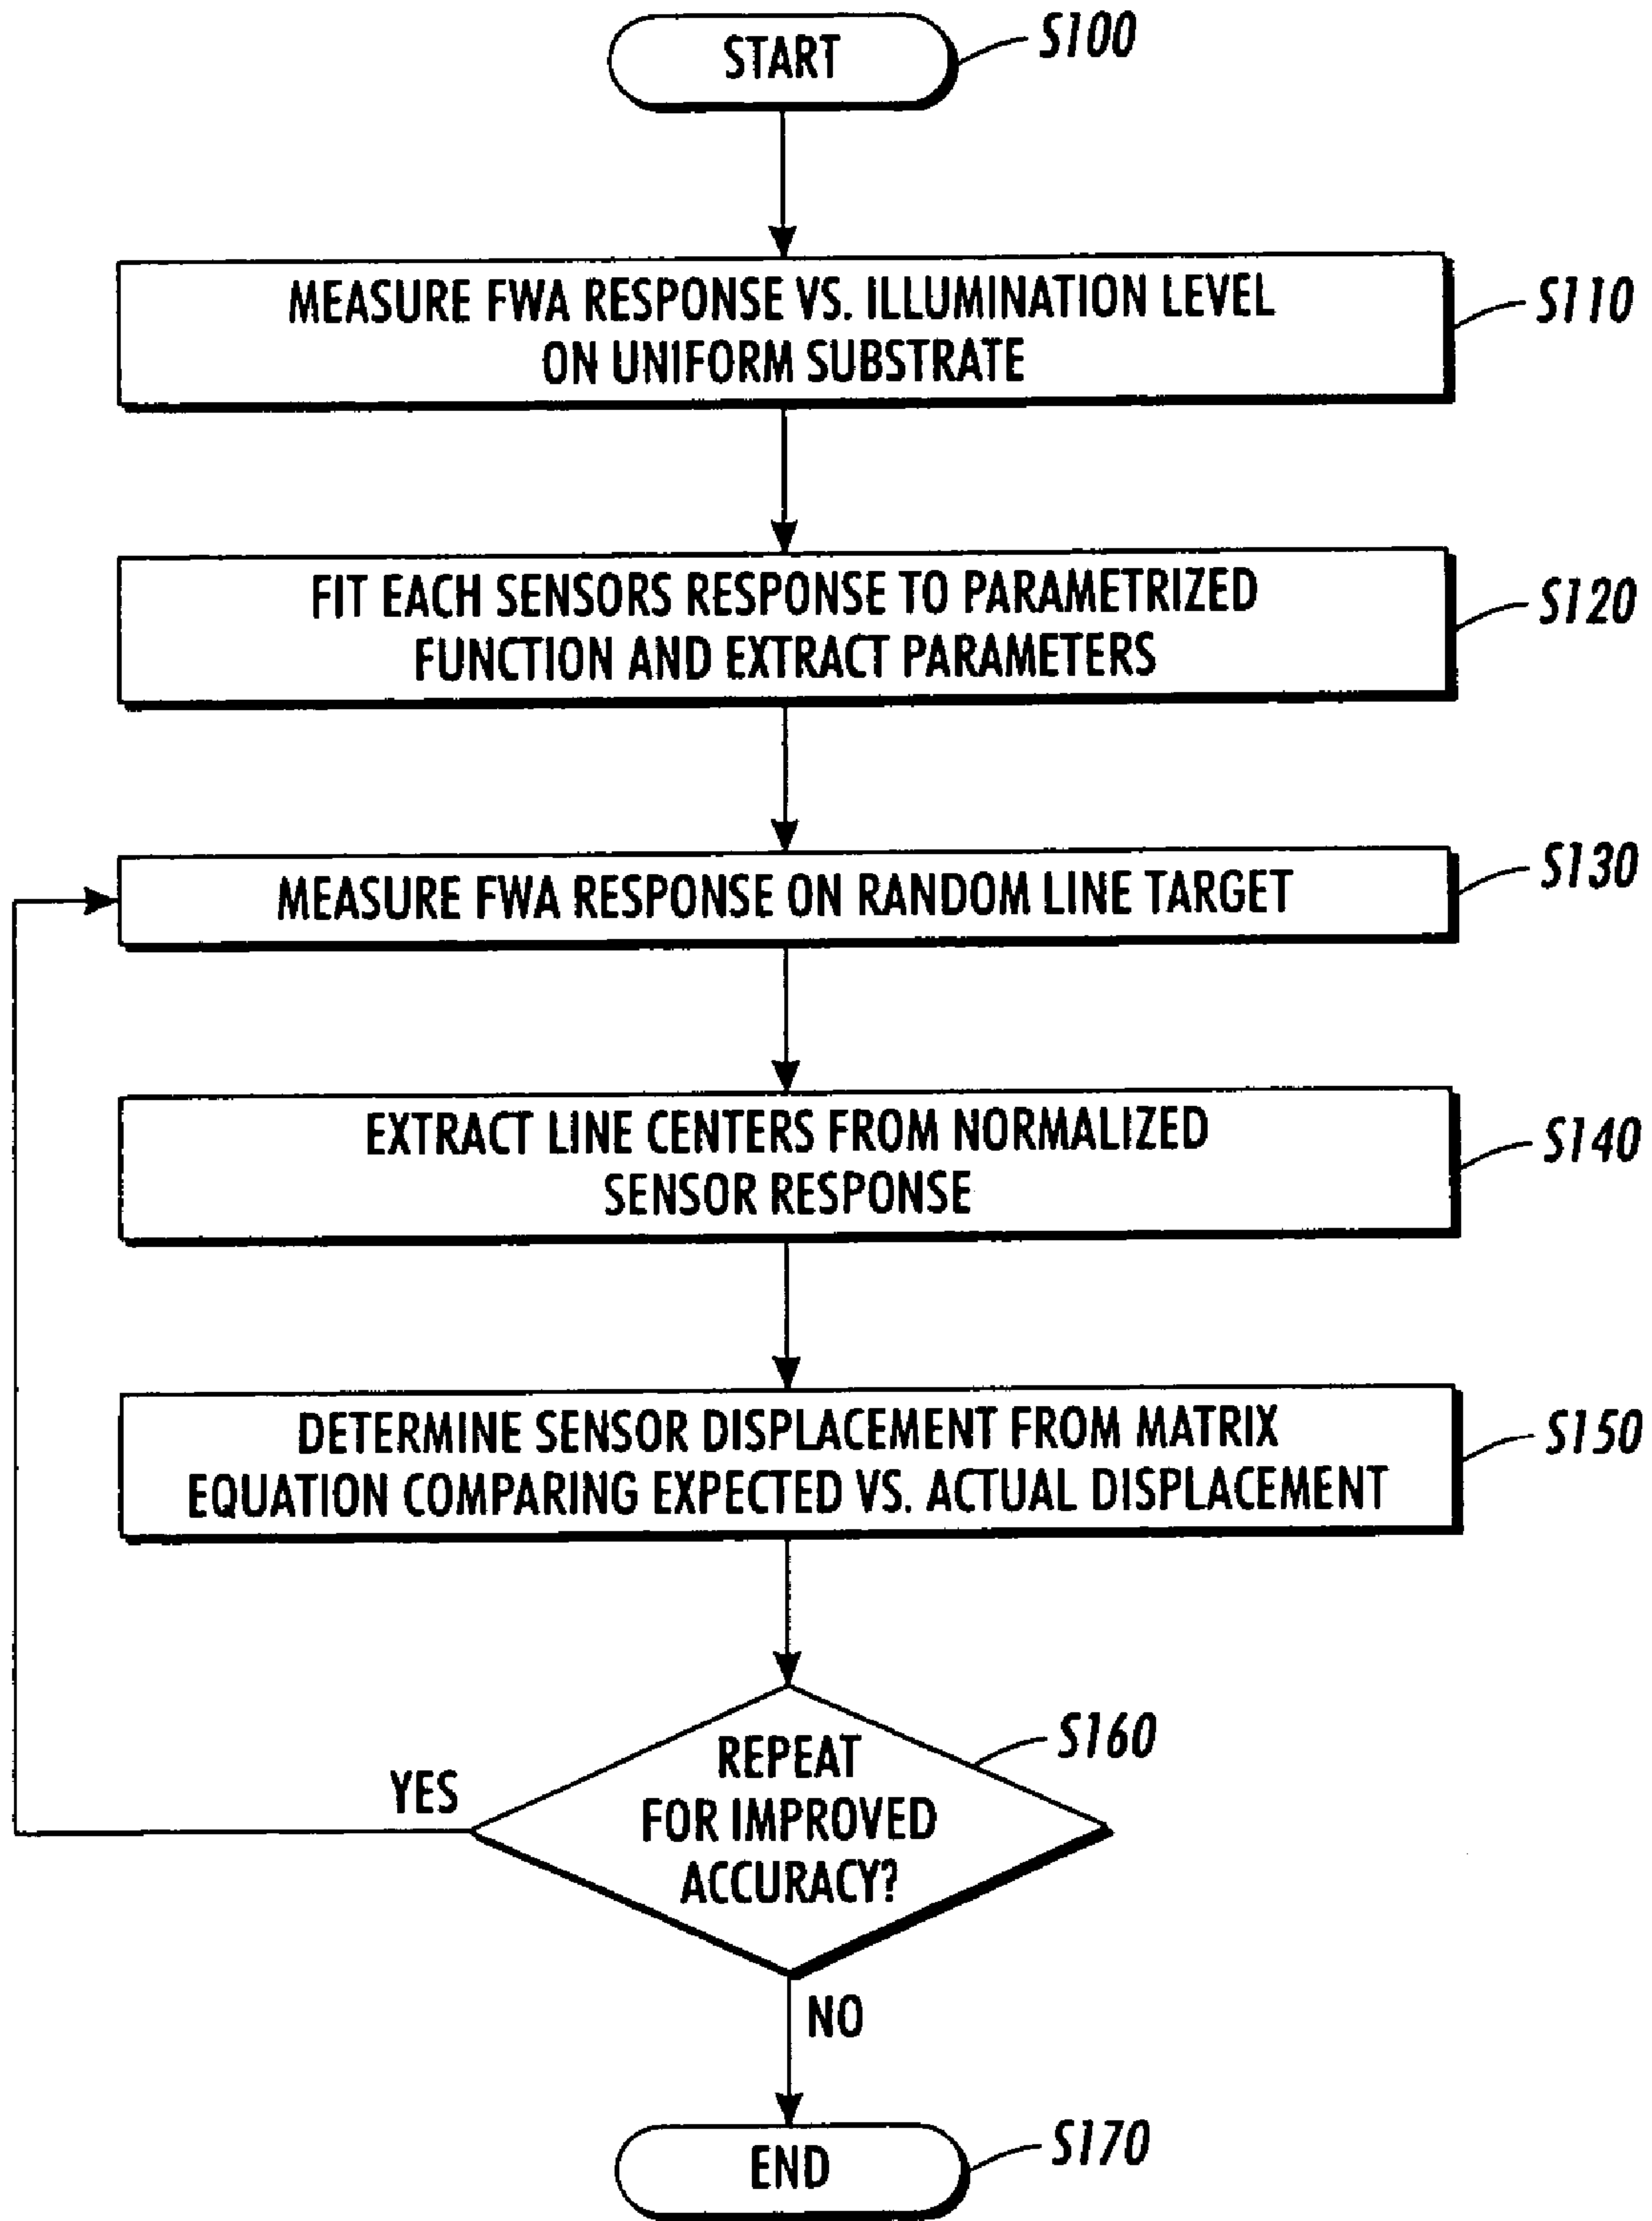 START
S100
MEASURE FWA RESPONSE VS. ILLUMINATION LEVEL
ON UNIFORM SUBSTRATE
S110
FIT EACH SENSORS RESPONSE TO PARAMETRIZED
FUNCTION AND EXTRACT PARAMETERS
S120
MEASURE FWA RESPONSE ON RANDOM LINE TARGET
S130
EXTRACT LINE CENTERS FROM NORMALIZED
SENSOR RESPONSE
S140
DETERMINE SENSOR DISPLACEMENT FROM MATRIX
EQUATION COMPARING EXPECTED VS. ACTUAL DISPLACEMENT
S150
REPEAT
FOR IMPROVED
ACCURACY?
S160
YES
NO
END
S170